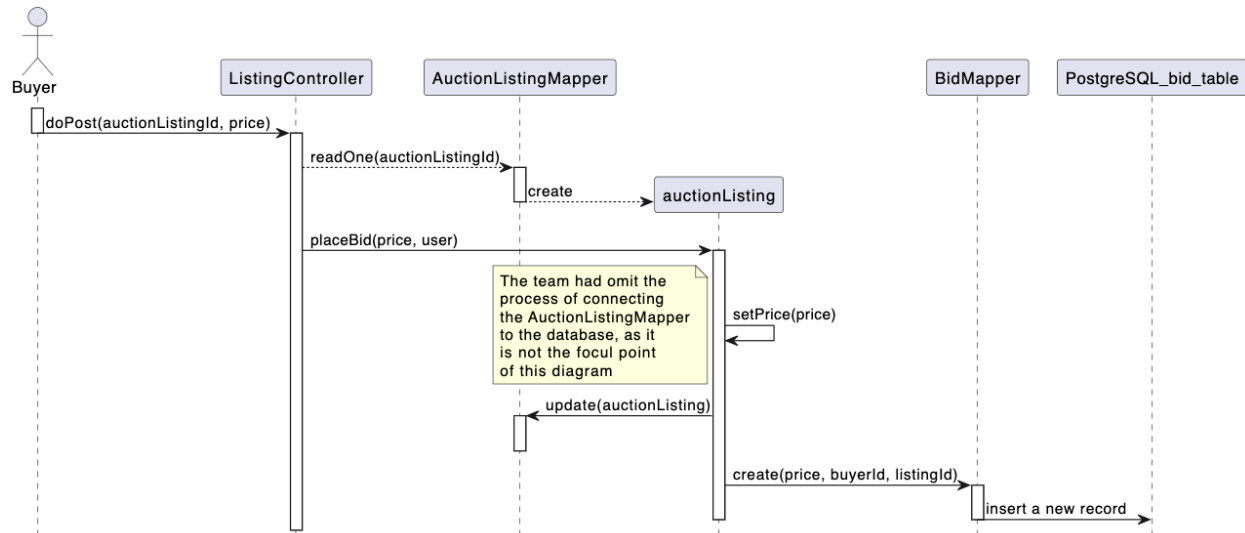 Buyer
ListingController
AuctionListingMapper
BidMapper
PostgreSQL_bid_table
doPost(auctionListingId, price)
readOne(auctionListingId)
create
auctionListing
placeBid(price, user)
The team had omit the
process of connecting
the AuctionListingMapper
to the database, as it
is not the focul point
of this diagram
setPrice(price)
update(auctionListing)
create(price, buyerId, listingId)
insert a new record